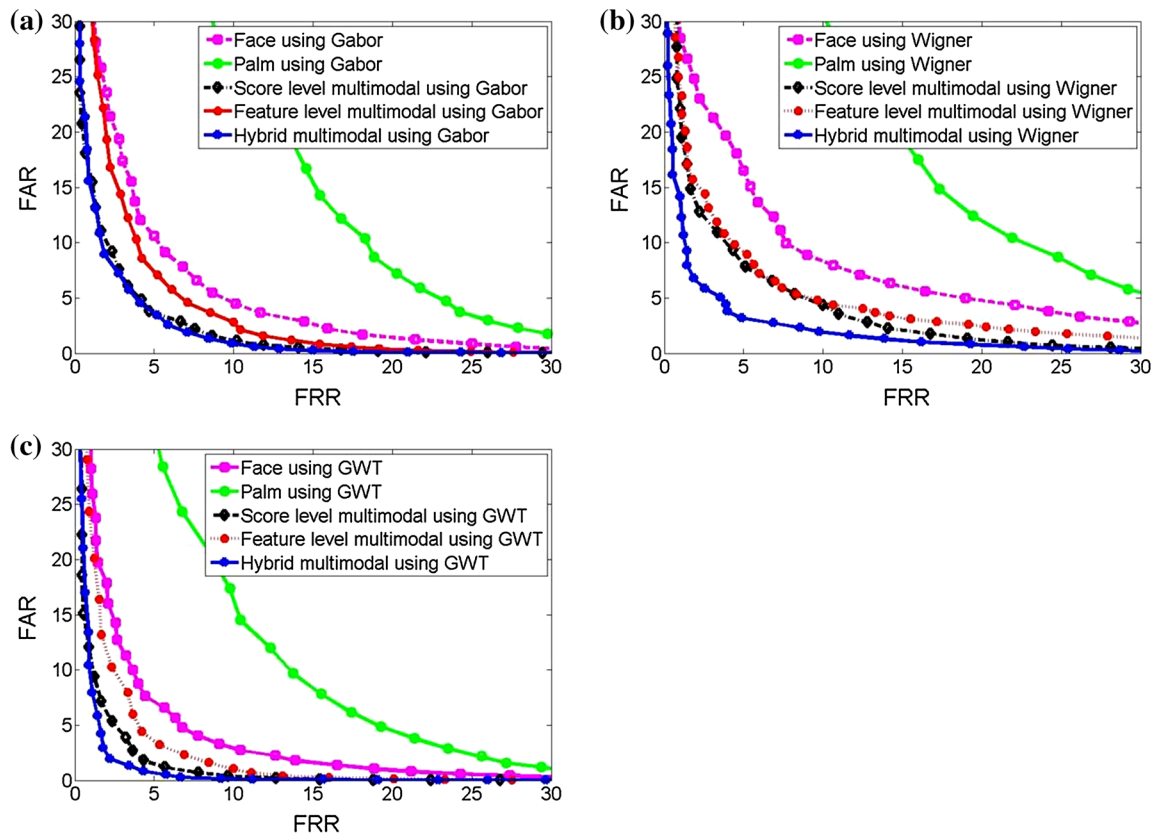 (a)
30
25
20
15
10
5
0
FAR
0 5 10 15 20 25 30
FRR
Face using Gabor
Palm using Gabor
Score level multimodal using Gabor
Feature level multimodal using Gabor
Hybrid multimodal using Gabor
(b)
30
25
20
15
10
5
0
FAR
0 5 10 15 20 25 30
FRR
Face using Wigner
Palm using Wigner
Score level multimodal using Wigner
Feature level multimodal using Wigner
Hybrid multimodal using Wigner
(c)
30
25
20
15
10
5
0
FAR
0 5 10 15 20 25 30
FRR
Face using GWT
Palm using GWT
Score level multimodal using GWT
Feature level multimodal using GWT
Hybrid multimodal using GWT